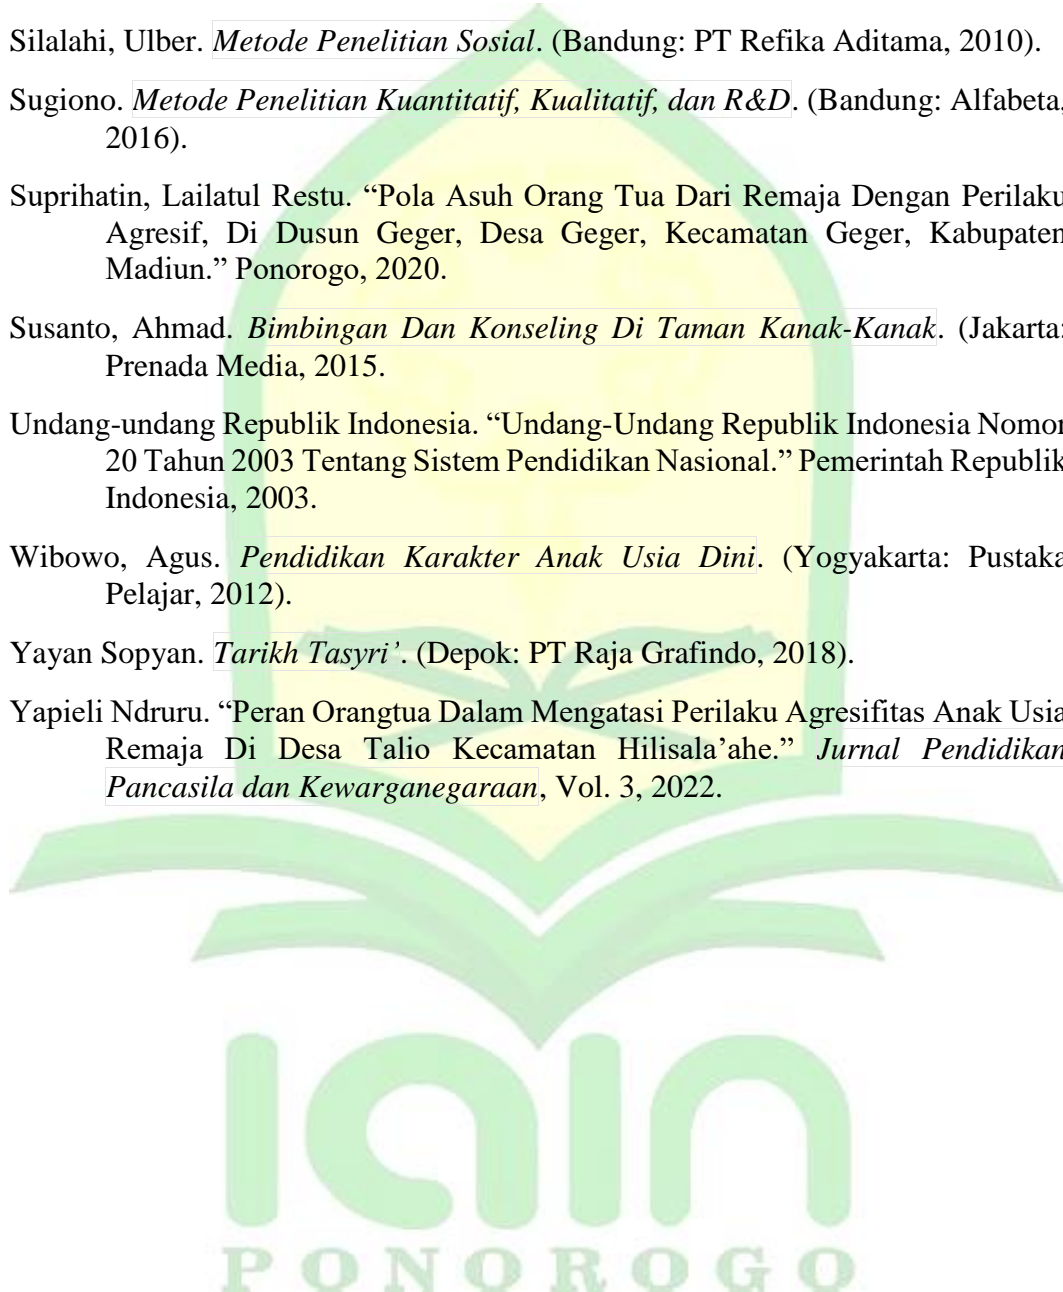 Silalahi, Ulber. Metode Penelitian Sosial. (Bandung: PT Refika Aditama, 2010).
Sugiono. Metode Penelitian Kuantitatif, Kualitatif, dan R&D. (Bandung: Alfabeta,
2016).
Suprihatin, Lailatul Restu. “Pola Asuh Orang Tua Dari Remaja Dengan Perilaku
Agresif, Di Dusun Geger, Desa Geger, Kecamatan Geger, Kabupaten
Madiun.” Ponorogo, 2020.
Susanto, Ahmad. Bimbingan Dan Konseling Di Taman Kanak-Kanak. (Jakarta:
Prenada Media, 2015.
Undang-undang Republik Indonesia. “Undang-Undang Republik Indonesia Nomor
20 Tahun 2003 Tentang Sistem Pendidikan Nasional.” Pemerintah Republik
Indonesia, 2003.
Wibowo, Agus. Pendidikan Karakter Anak Usia Dini. (Yogyakarta: Pustaka
Pelajar, 2012).
Yayan Sopyan. Tarikh Tasyri’. (Depok: PT Raja Grafindo, 2018).
Yapieli Ndruru. “Peran Orangtua Dalam Mengatasi Perilaku Agresifitas Anak Usia
Remaja Di Desa Talio Kecamatan Hilisala’ahe.” Jurnal Pendidikan
Pancasila dan Kewarganegaraan, Vol. 3, 2022.
IAIN
PONOROGO